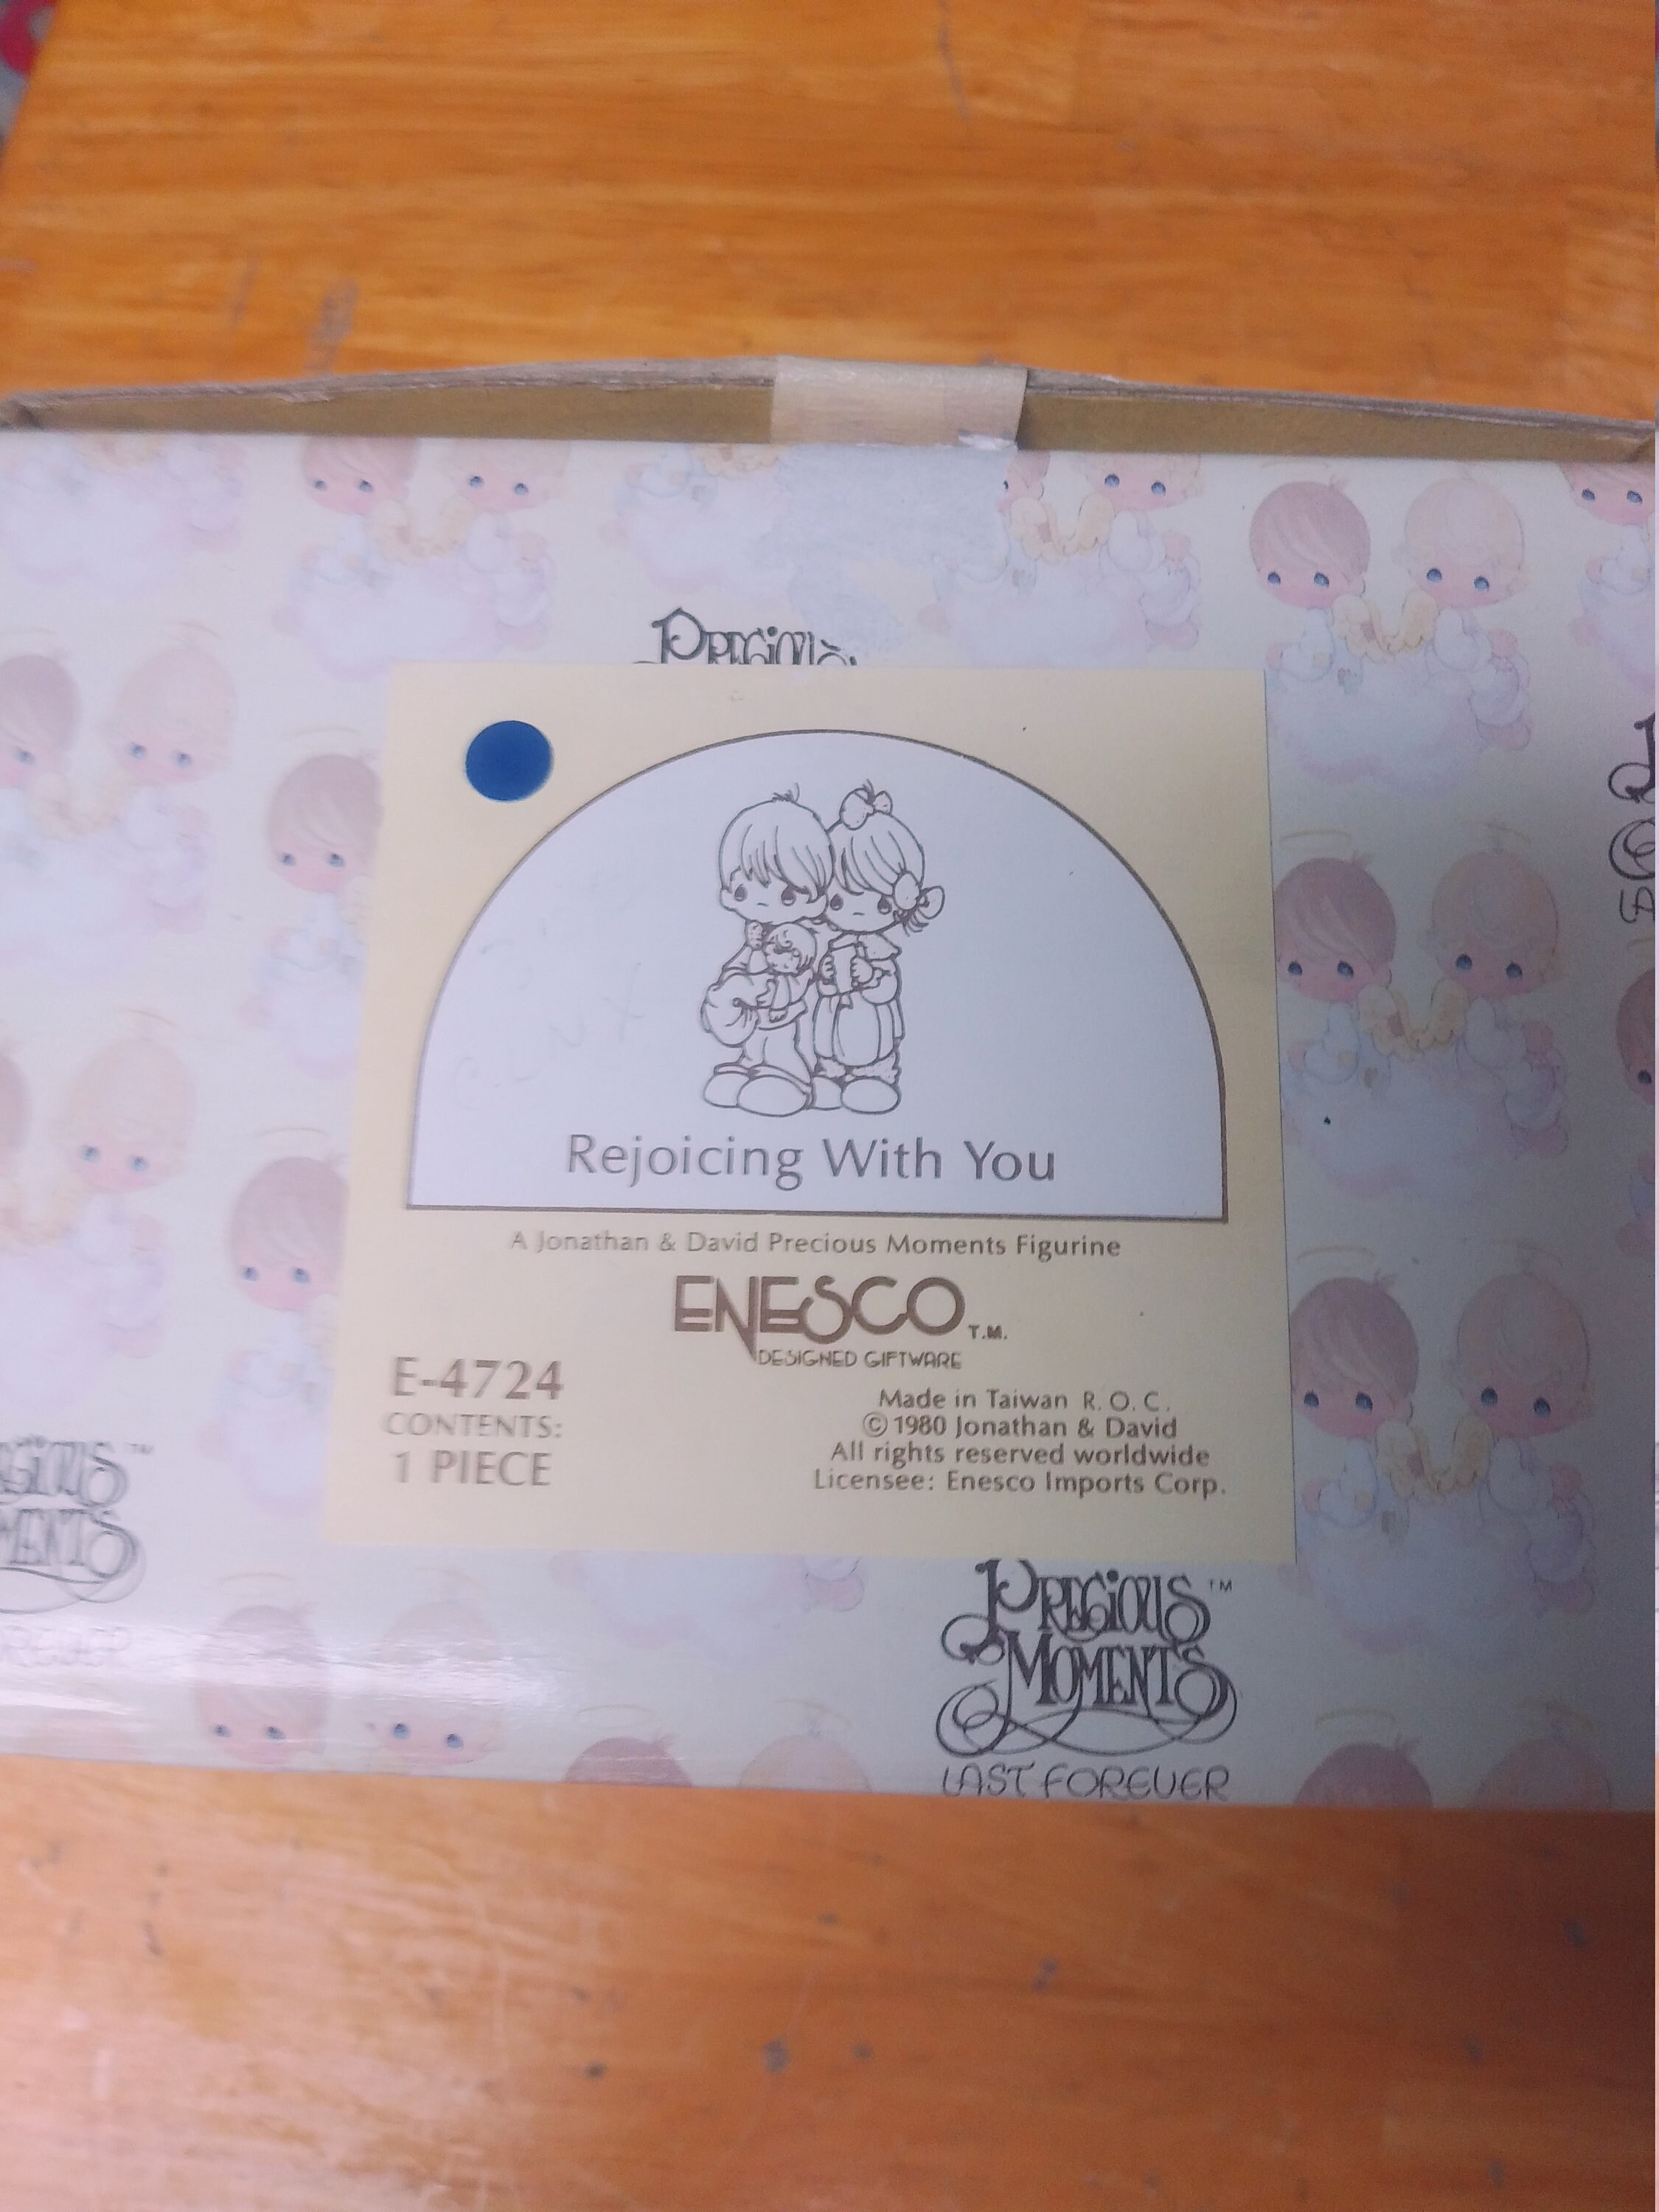 Rejoicing With You
A Jonathan & David Precious Moments Figurine
ENESCO T.M.
DESIGNED GIFTWARE
E-4724
CONTENTS:
1 PIECE
Made in Taiwan R. O. C.
©1980 Jonathan & David
All rights reserved worldwide
Licensee: Enesco Imports Corp.
PRECIOUS™
MOMENTS
LAST FOREVER